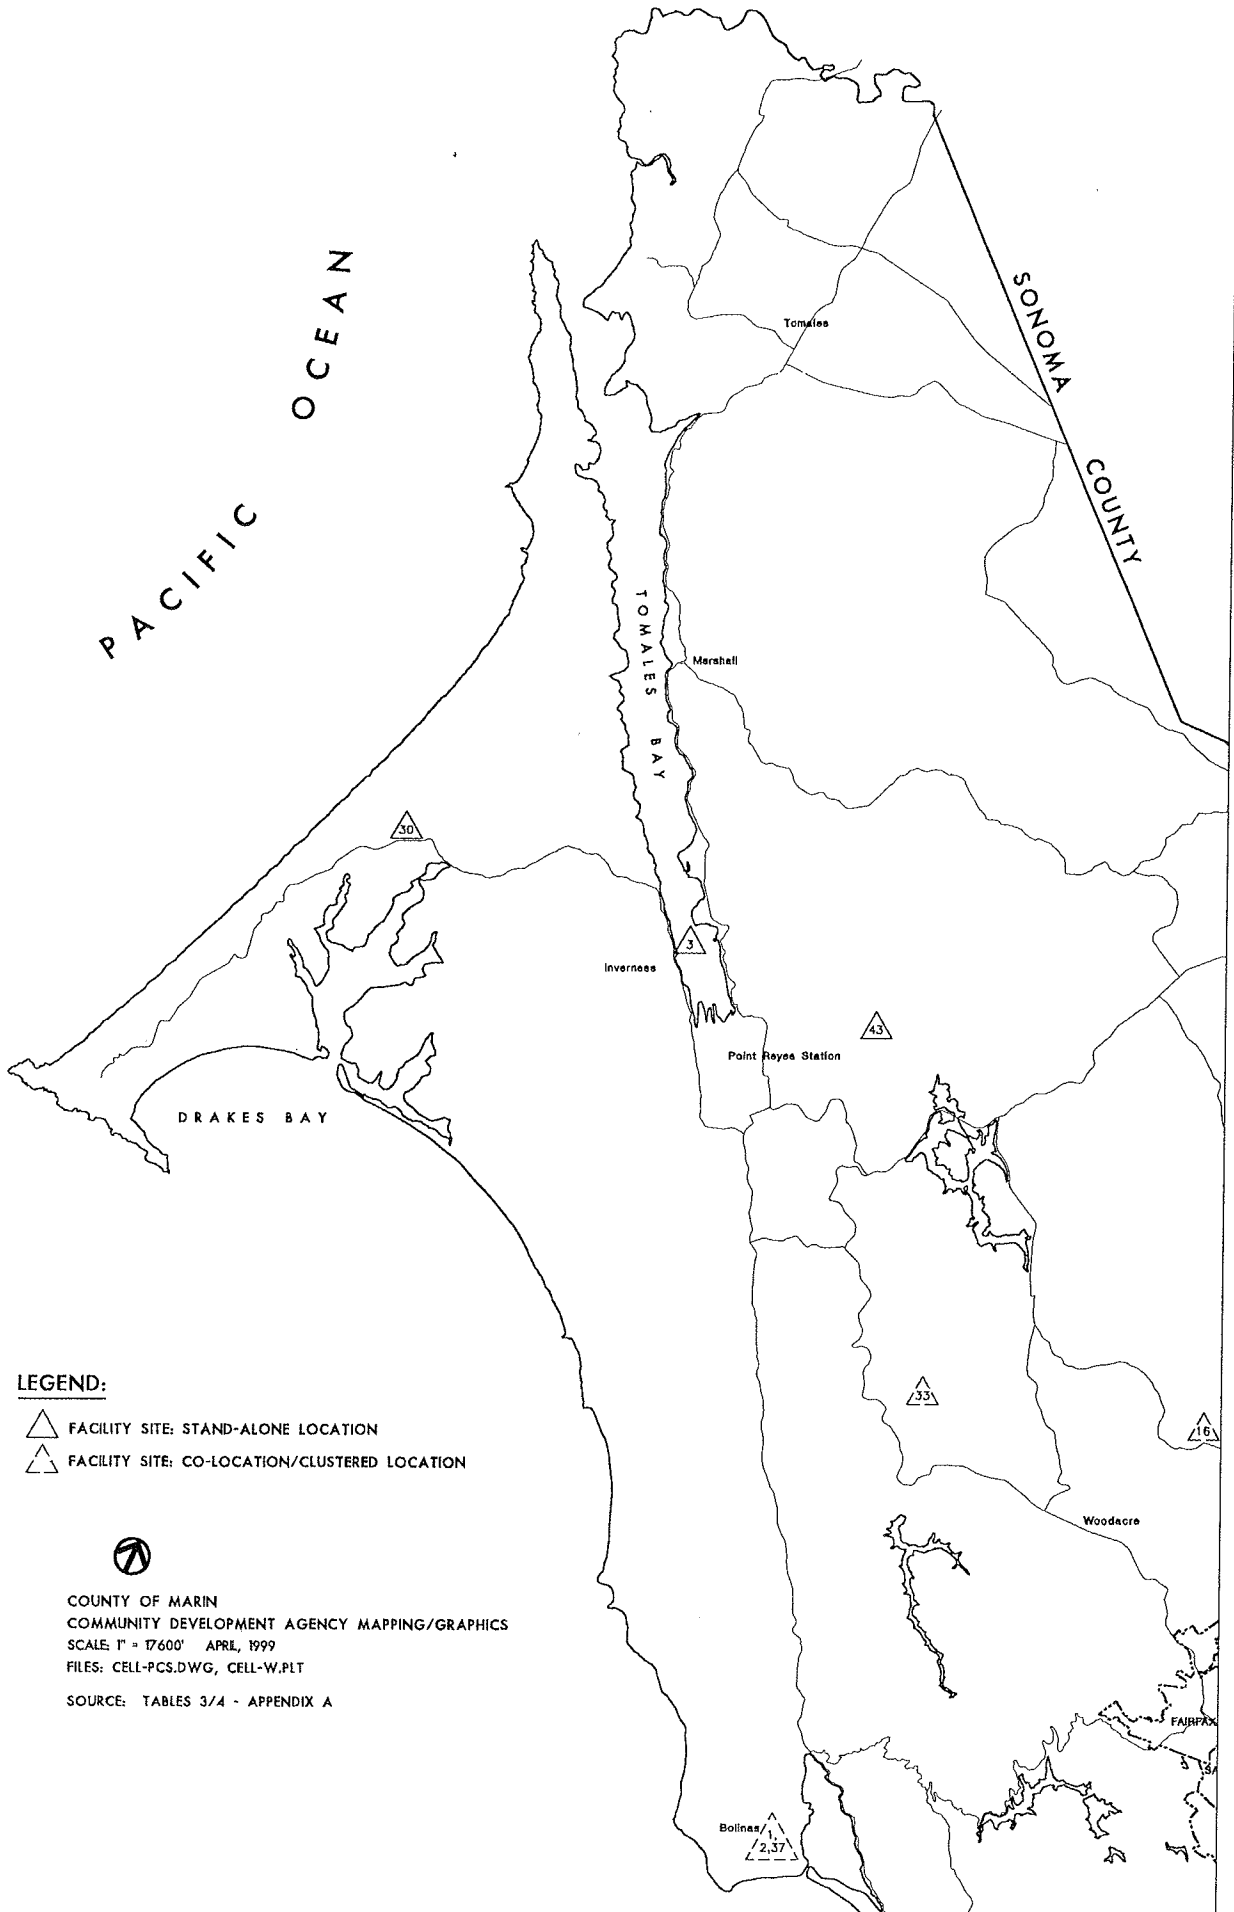 PACIFIC OCEAN
SONOMA COUNTY
Tomales
TOMALES BAY
Marshall
30
3
Inverness
43
Point Reyes Station
DRAKES BAY
LEGEND:
FACILITY SITE: STAND-ALONE LOCATION
FACILITY SITE: CO-LOCATION/CLUSTERED LOCATION
33
16
Woodacre
COUNTY OF MARIN
COMMUNITY DEVELOPMENT AGENCY MAPPING/GRAPHICS
SCALE: 1" = 17600' APRIL, 1999
FILES: CELL-PCS.DWG, CELL-W.PLT
SOURCE: TABLES 3/4 - APPENDIX A
FAIRFAX
SA
Bolinas
1,
2,37